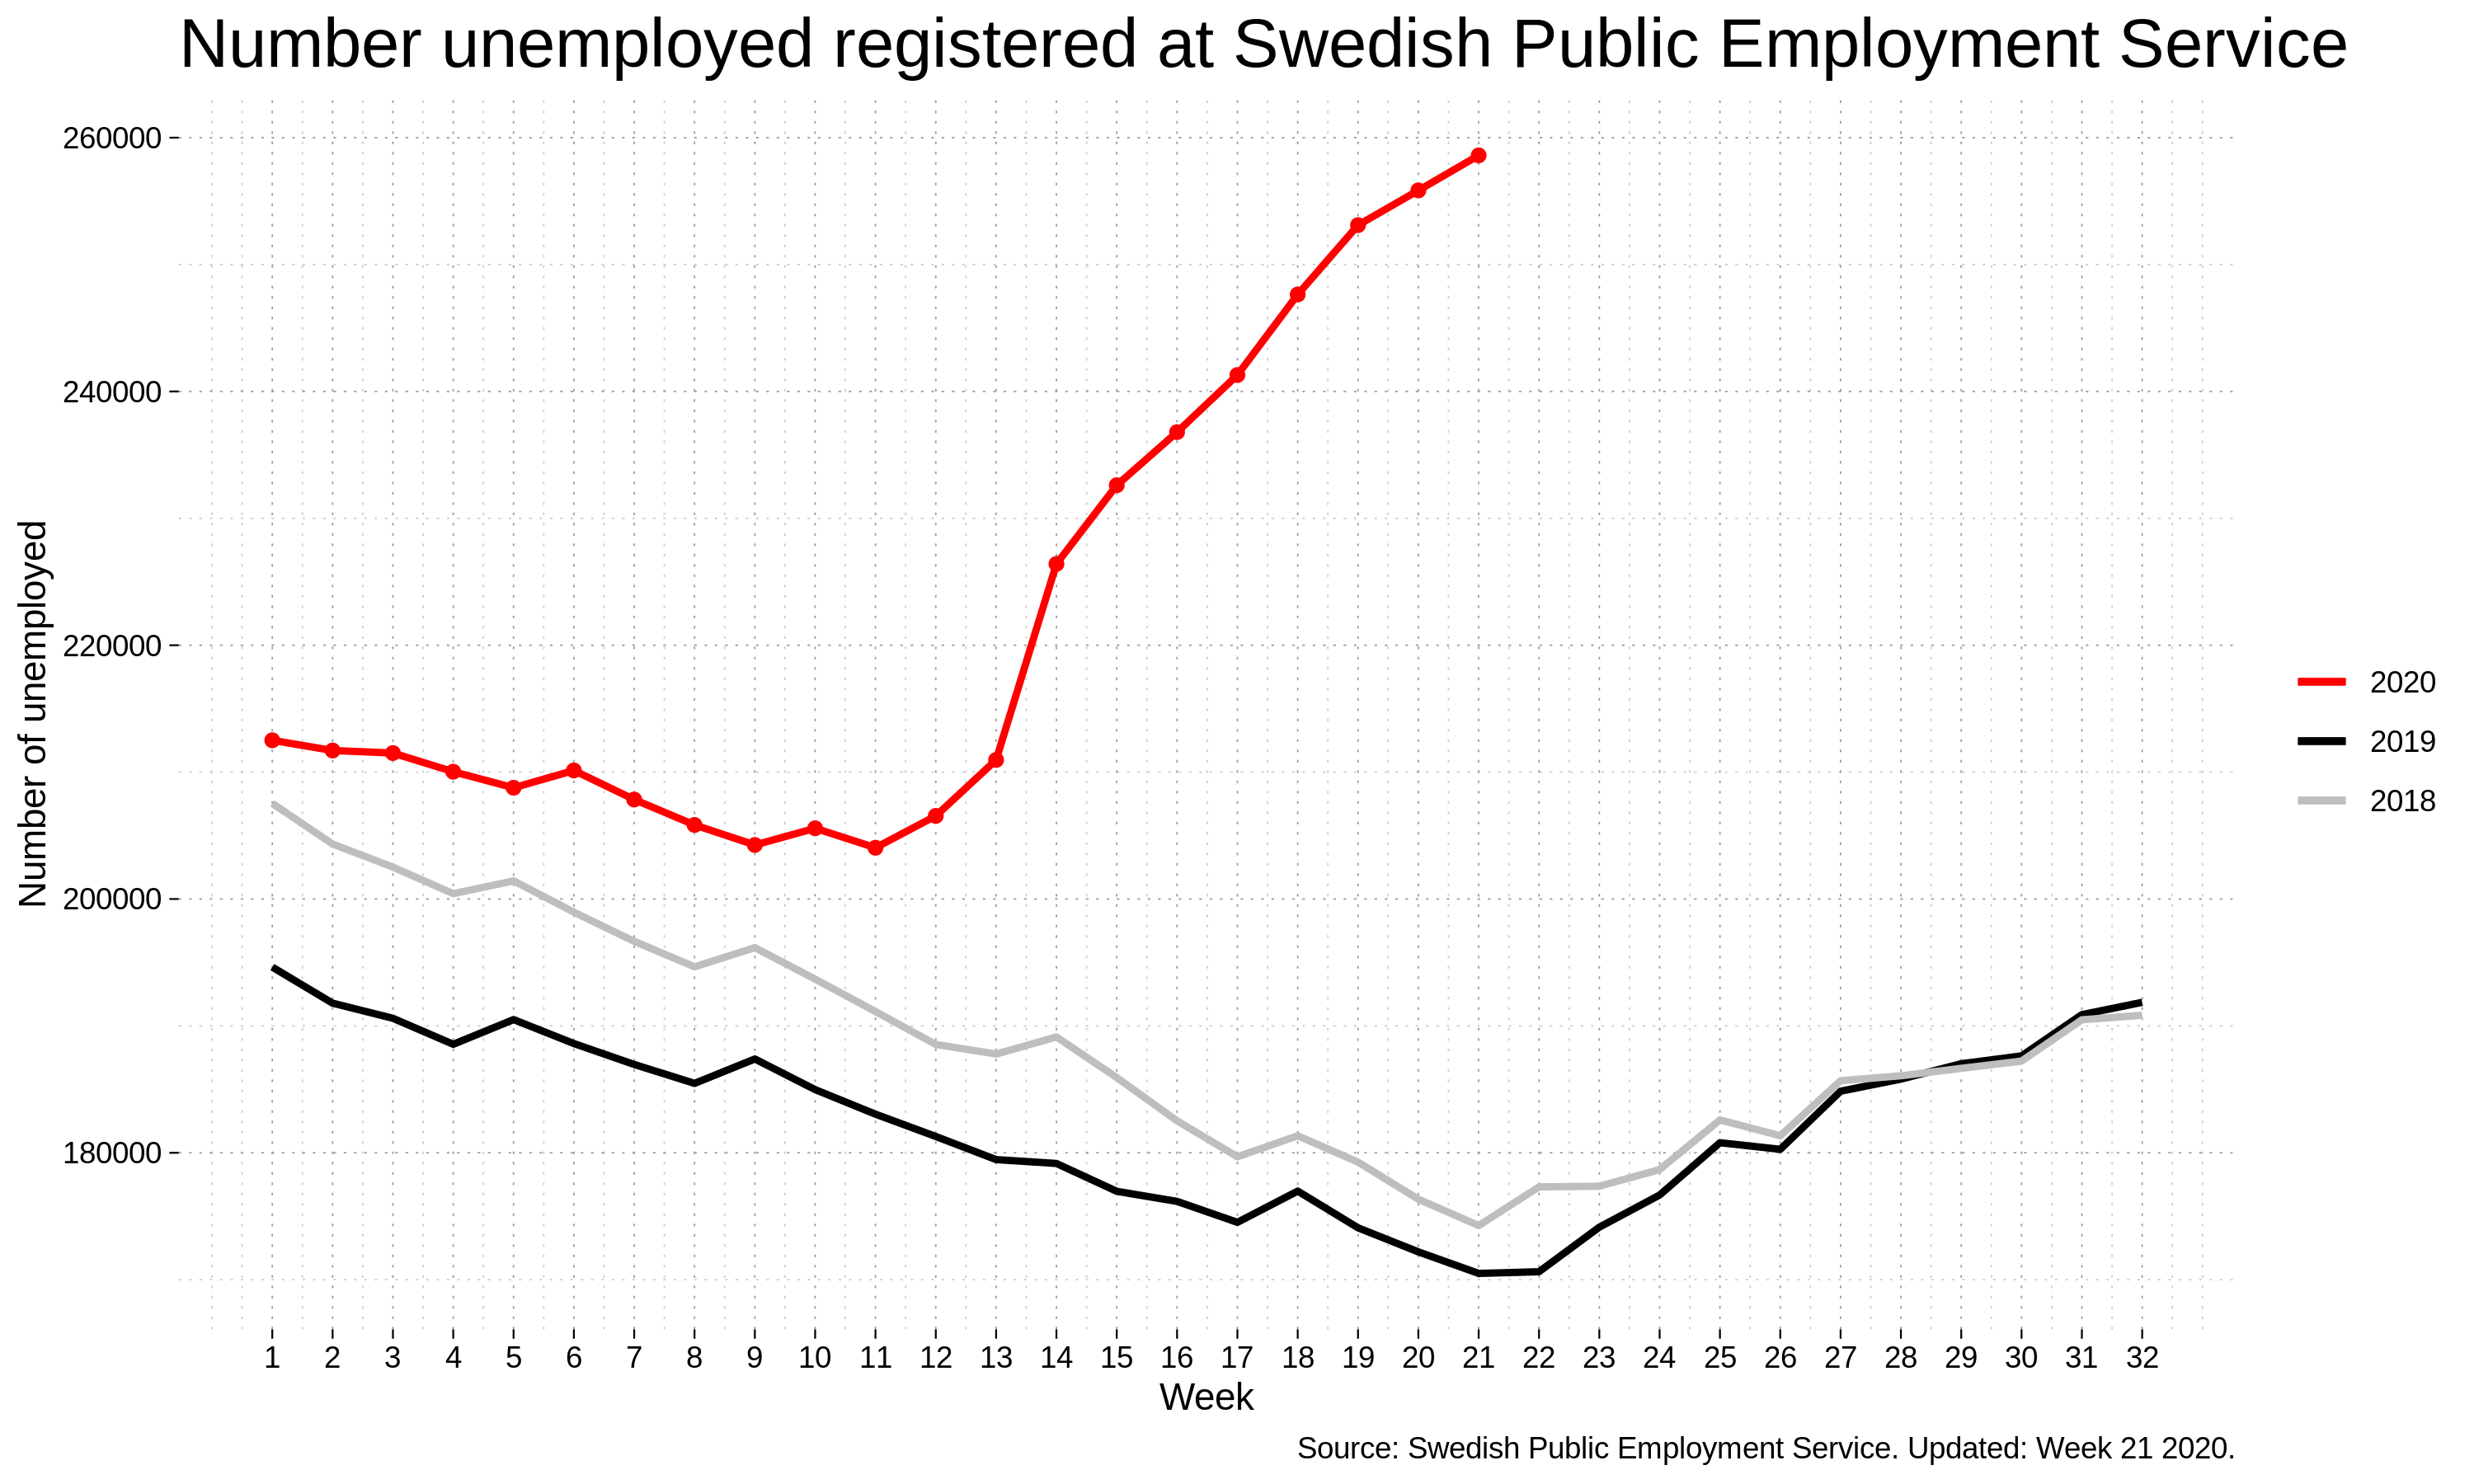 Number unemployed registered at Swedish Public Employment Service
Number of unemployed
260000
240000
220000
200000
180000
2020
2019
2018
1 2 3 4 5 6 7 8 9 10 11 12 13 14 15 16 17 18 19 20 21 22 23 24 25 26 27 28 29 30 31 32
Week
Source: Swedish Public Employment Service. Updated: Week 21 2020.